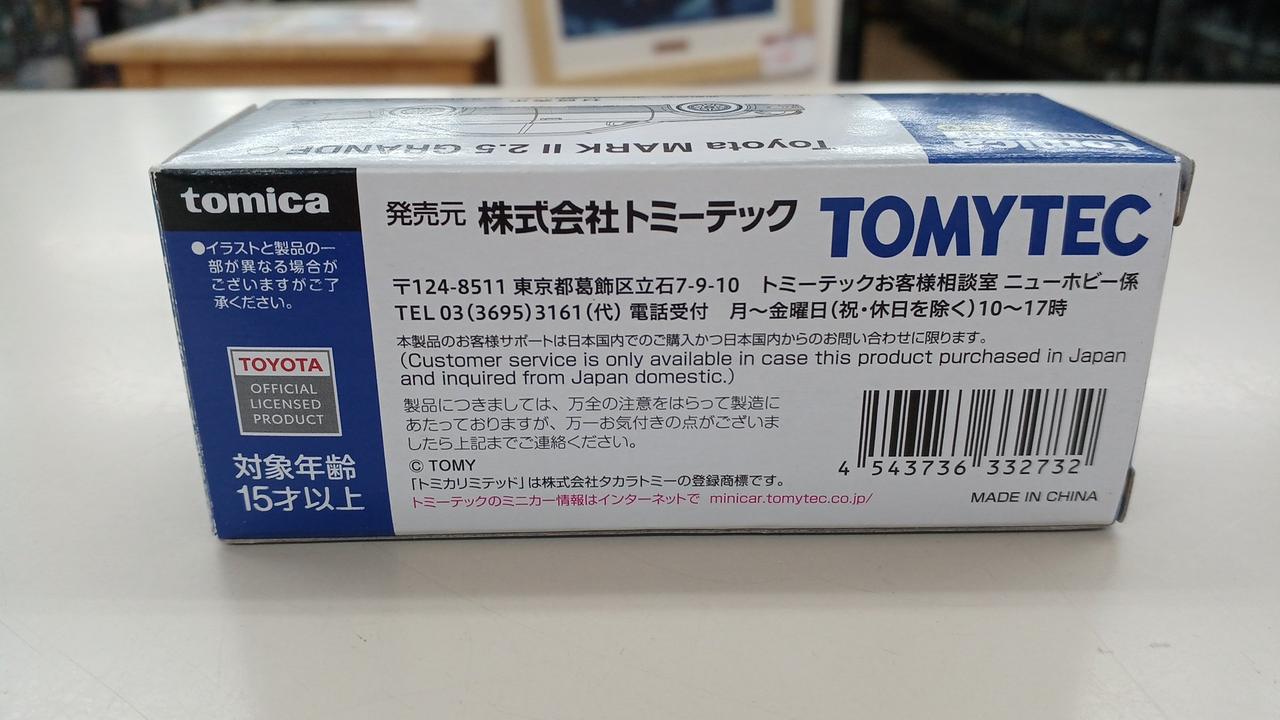 Toyota MARK II 2.5 GRANDE
tomica
●イラストと製品の一
部が異なる場合が
ございますがご了
承ください。
TOYOTA
OFFICIAL
LICENSED
PRODUCT
対象年齢
15才以上
発売元 株式会社トミーテック TOMYTEC
〒124-8511 東京都葛飾区立石7-9-10 トミーテックお客様相談室 ニューホビー係
TEL 03(3695)3161(代) 電話受付 月～金曜日(祝・休日を除く)10～17時
本製品のお客様サポートは日本国内でのご購入かつ日本国内からのお問い合わせに限ります。
(Customer service is only available in case this product purchased in Japan
and inquired from Japan domestic.)
製品につきましては、万全の注意をはらって製造に
あたっておりますが、万一お気付きの点がございま
したら上記までご連絡ください。
© TOMY
「トミカリミテッド」は株式会社タカラトミーの登録商標です。
トミーテックのミニカー情報はインターネットで minicar.tomytec.co.jp/
4 543736 332732
MADE IN CHINA